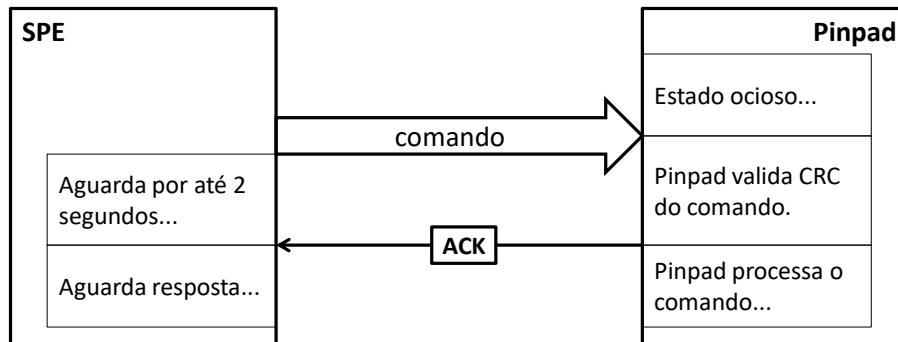 SPE
Pinpad
Estado ocioso...
comando
Aguarda por até 2
segundos...
Pinpad valida CRC
do comando.
ACK
Aguarda resposta...
Pinpad processa o
comando...